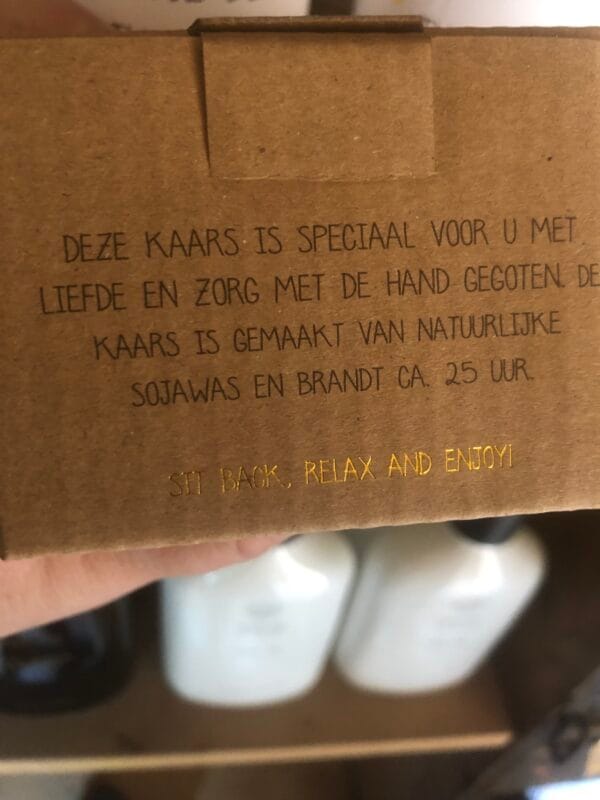 DEZE KAARS IS SPECIAAL VOOR U MET
LIEFDE EN ZORG MET DE HAND GEGOTEN. DE
KAARS IS GEMAAKT VAN NATUURLIJKE
SOJAWAS EN BRANDT CA. 25 UUR.
SIT BACK, RELAX AND ENJOY!